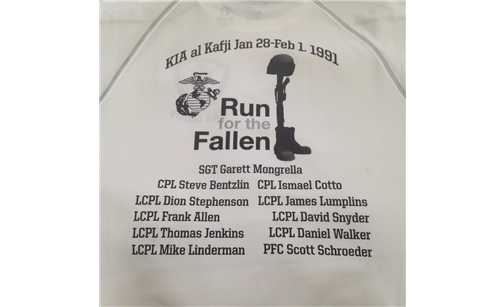 KIA al Kafji Jan 28-Feb 1. 1991
Run
for the
Fallen
SGT Garett Mongrella
CPL Steve Bentzlin CPL Ismael Cotto
LCPL Dion Stephenson LCPL James Lumplins
LCPL Frank Allen LCPL David Snyder
LCPL Thomas Jenkins LCPL Daniel Walker
LCPL Mike Linderman PFC Scott Schroeder